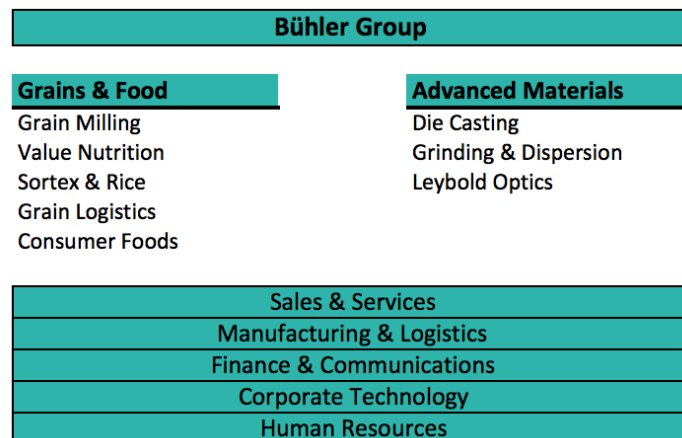 Bühler Group
Grains & Food
Grain Milling
Value Nutrition
Sortex & Rice
Grain Logistics
Consumer Foods
Advanced Materials
Die Casting
Grinding & Dispersion
Leybold Optics
Sales & Services
Manufacturing & Logistics
Finance & Communications
Corporate Technology
Human Resources